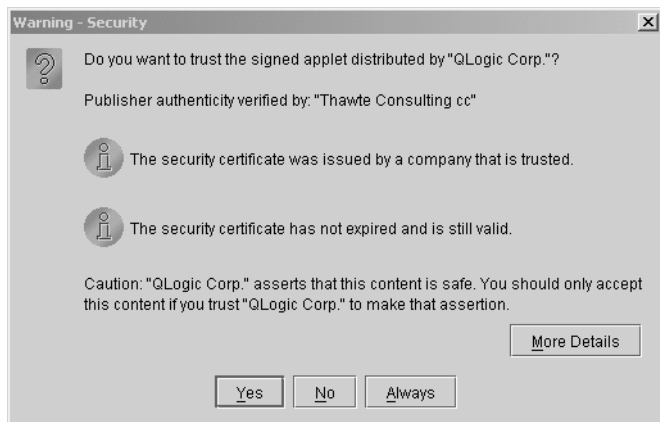 Warning - Security
Do you want to trust the signed applet distributed by "QLogic Corp."?
Publisher authenticity verified by: "Thawte Consulting cc"
The security certificate was issued by a company that is trusted.
The security certificate has not expired and is still valid.
Caution: "QLogic Corp." asserts that this content is safe. You should only accept
this content if you trust "QLogic Corp." to make that assertion.
More Details
Yes No Always